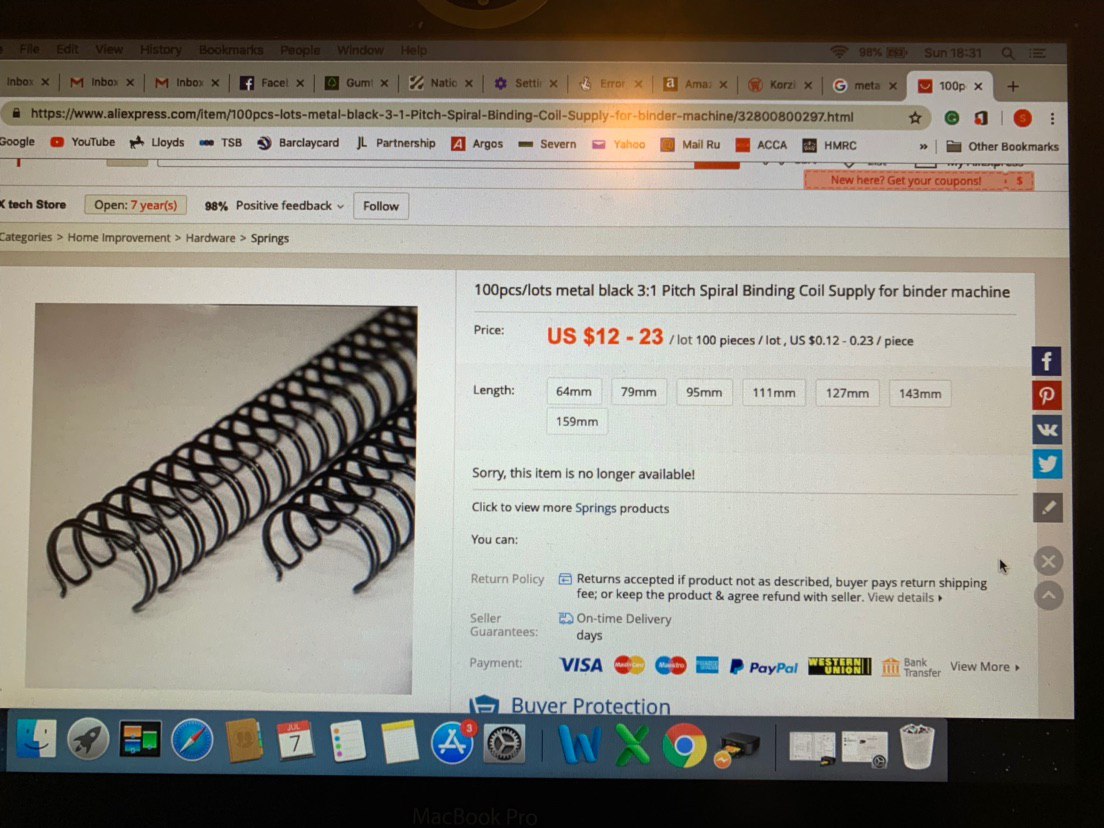 File Edit View History Bookmarks People Window Help 98% Sun 18:31
Inbox Inbox Inbox Facel Gumt Natio Settin Error Ama Korzi meta 100p
https://www.aliexpress.com/item/100pcs-lots-metal-black-3-1-Pitch-Spiral-Binding-Coil-Supply-for-binder-machine/32800800297.html
Google YouTube Lloyds TSB Barclaycard Partnership Argos Severn Yahoo Mail Ru ACCA HMRC » Other Bookmarks
New here? Get your coupons! $
X tech Store Open: 7 year(s) 98% Positive feedback Follow
Categories > Home Improvement > Hardware > Springs
100pcs/lots metal black 3:1 Pitch Spiral Binding Coil Supply for binder machine
Price: US $12 - 23 / lot 100 pieces / lot , US $0.12 - 0.23 / piece
Length: 64mm 79mm 95mm 111mm 127mm 143mm
159mm
Sorry, this item is no longer available!
Click to view more Springs products
You can:
Return Policy Returns accepted if product not as described, buyer pays return shipping
fee; or keep the product & agree refund with seller. View details
Seller Guarantees: On-time Delivery
days
Payment: VISA MasterCard Maestro PayPal WESTERN UNION Bank Transfer View More
Buyer Protection
JUL
7
3
MacBook Pro